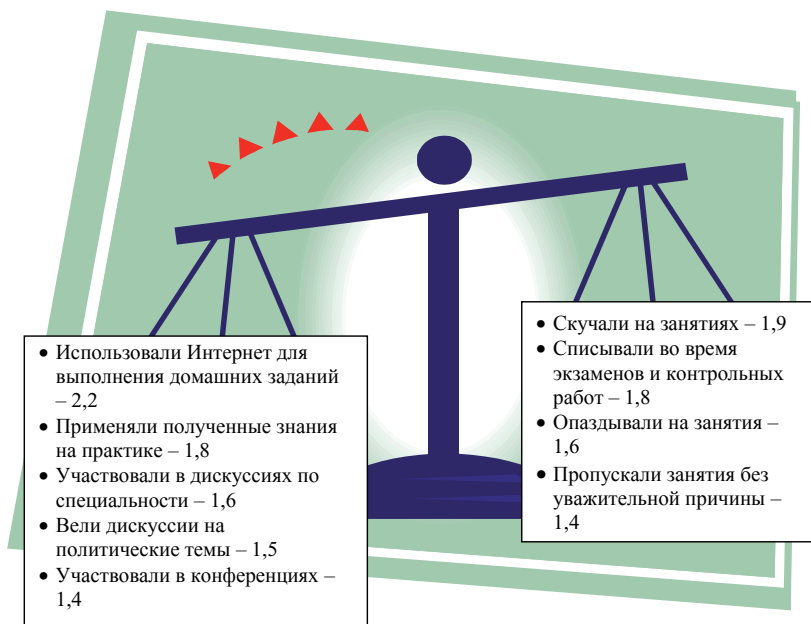 • Использовали Интернет для
выполнения домашних заданий
– 2,2
• Применяли полученные знания
на практике – 1,8
• Участвовали в дискуссиях по
специальности – 1,6
• Вели дискуссии на
политические темы – 1,5
• Участвовали в конференциях –
1,4
• Скучали на занятиях – 1,9
• Списывали во время
экзаменов и контрольных
работ – 1,8
• Опаздывали на занятия –
1,6
• Пропускали занятия без
уважительной причины –
1,4